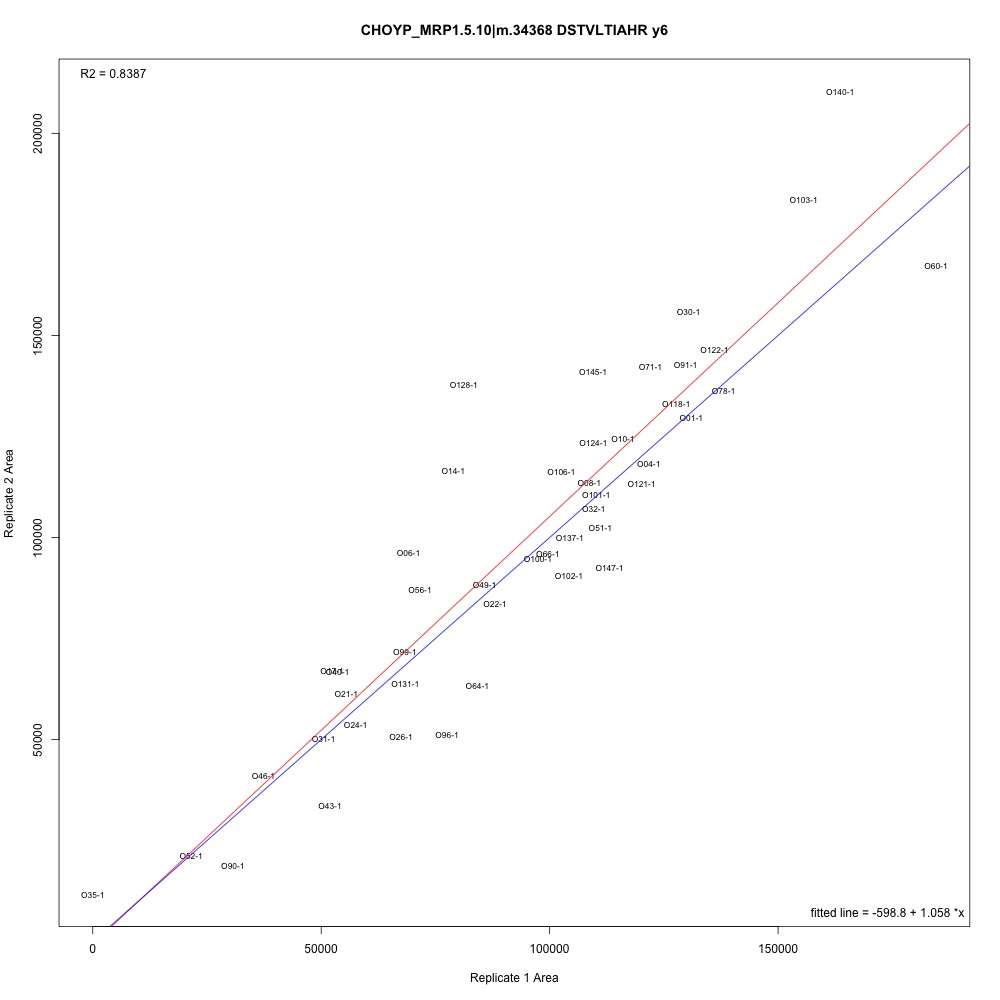 CHOYP_MRP1.5.10|m.34368 DSTVLTIAHR y6
R2 = 0.8387
O140-1
O103-1
O60-1
O30-1
O122-1
O91-1
O71-1
O145-1
O128-1
O78-1
O118-1
O01-1
O10-1
O124-1
O04-1
O14-1
O106-1
O08-1
O121-1
O101-1
O32-1
O51-1
O137-1
O06-1
O66-1
O100-1
O147-1
O102-1
O49-1
O56-1
O22-1
O99-1
O40-1
O131-1
O64-1
O21-1
O24-1
O96-1
O26-1
O31-1
O46-1
O43-1
O52-1
O90-1
O35-1
fitted line = -598.8 + 1.058 *x
50000
100000
150000
200000
Replicate 2 Area
0
50000
100000
150000
Replicate 1 Area